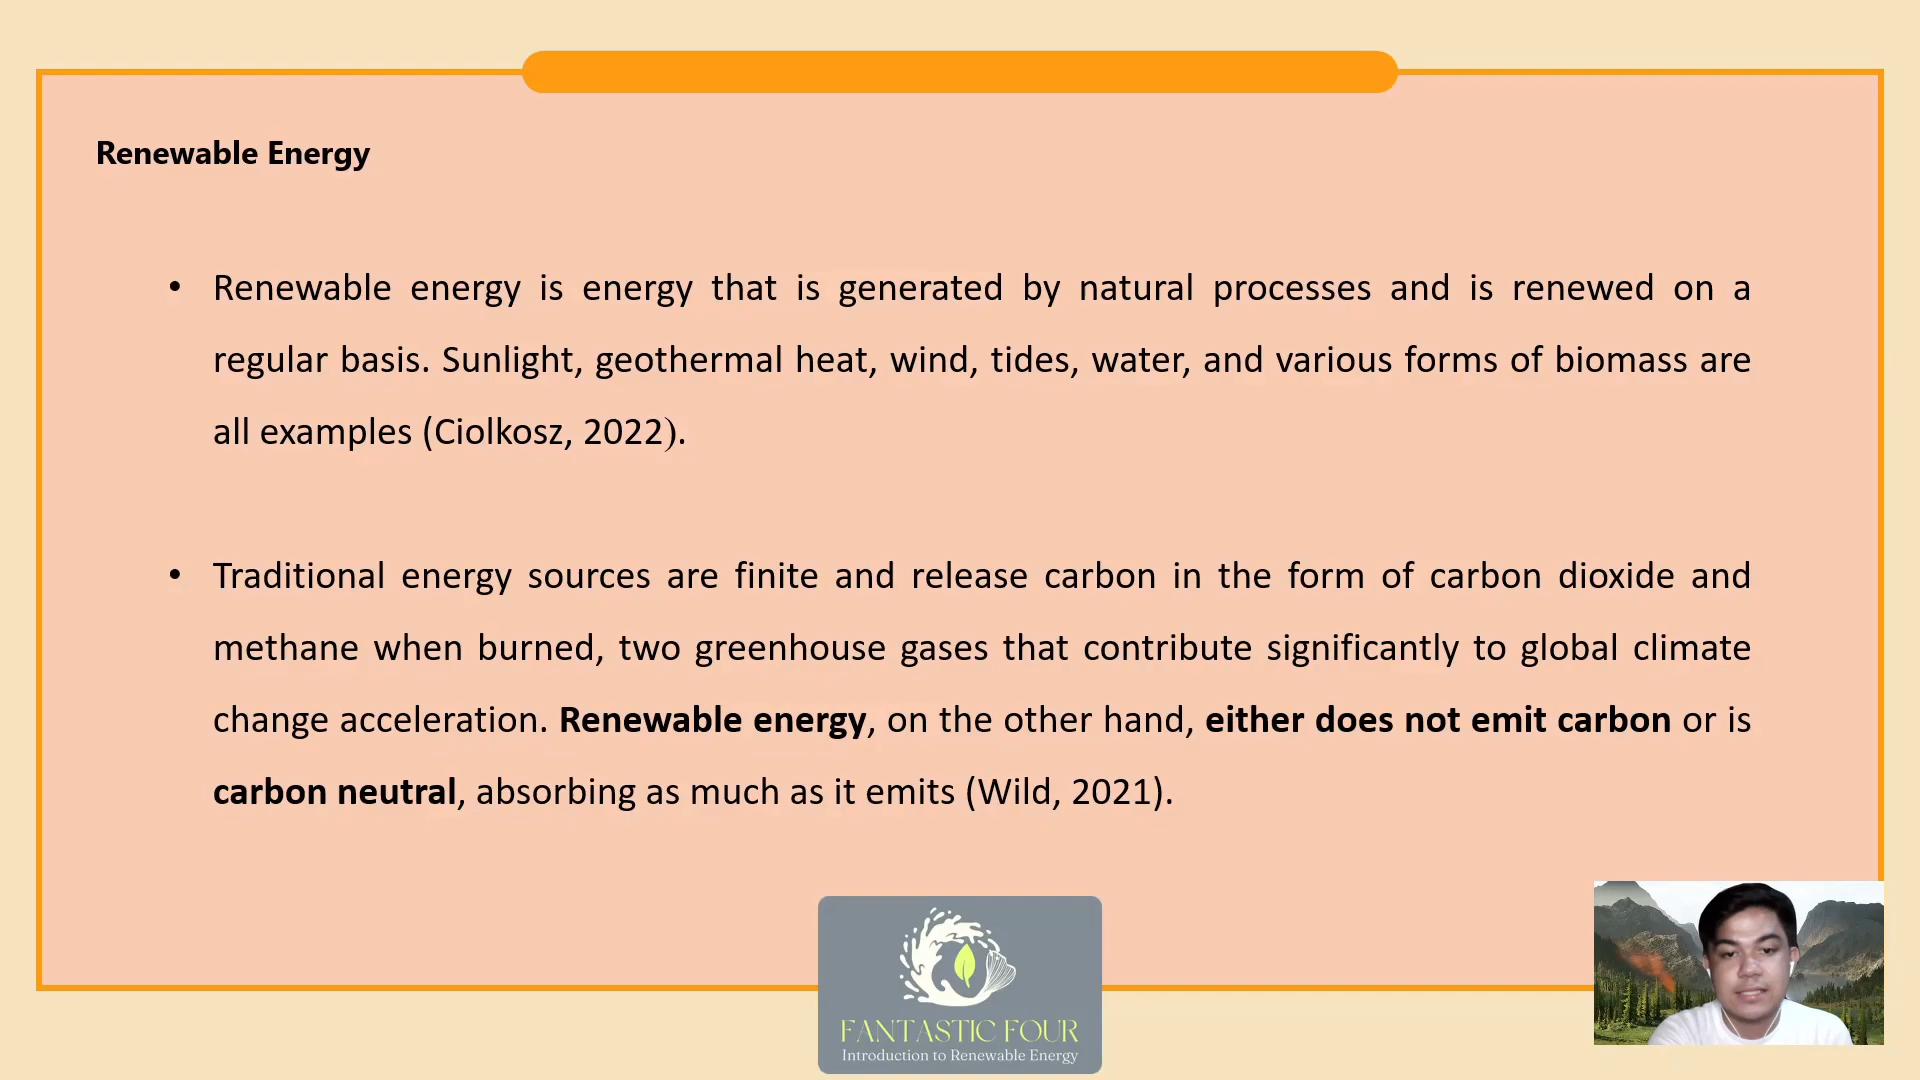 Renewable Energy
• Renewable energy is energy that is generated by natural processes and is renewed on a
regular basis. Sunlight, geothermal heat, wind, tides, water, and various forms of biomass are
all examples (Ciolkosz, 2022).
• Traditional energy sources are finite and release carbon in the form of carbon dioxide and
methane when burned, two greenhouse gases that contribute significantly to global climate
change acceleration. Renewable energy, on the other hand, either does not emit carbon or is
carbon neutral, absorbing as much as it emits (Wild, 2021).
FANTASTIC FOUR
Introduction to Renewable Energy